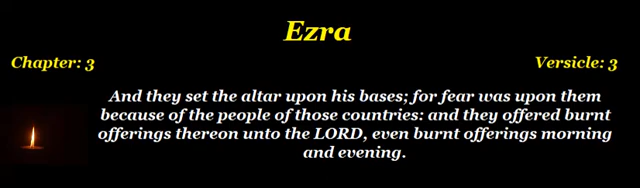 Ezra
Chapter: 3 Versicle: 3
And they set the altar upon his bases; for fear was upon them
because of the people of those countries: and they offered burnt
offerings thereon unto the LORD, even burnt offerings morning
and evening.